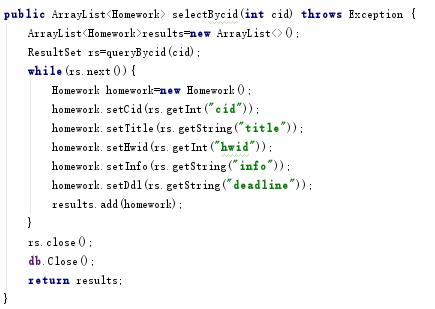 public ArrayList<Homework> selectBycid(int cid) throws Exception {
    ArrayList<Homework>results=new ArrayList<>();
    ResultSet rs=queryBycid(cid);
    while(rs.next()){
        Homework homework=new Homework();
        homework.setCid(rs.getInt("cid"));
        homework.setTitle(rs.getString("title"));
        homework.setHwid(rs.getInt("hwid"));
        homework.setInfo(rs.getString("info"));
        homework.setDdl(rs.getString("deadline"));
        results.add(homework);
    }
    rs.close();
    db.Close();
    return results;
}